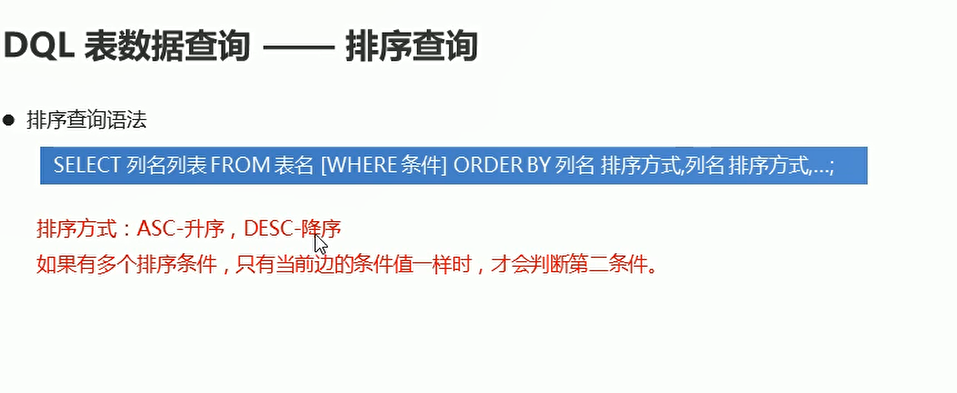 DQL 表数据查询 —— 排序查询
● 排序查询语法
SELECT 列名列表 FROM 表名 [WHERE 条件] ORDER BY 列名 排序方式,列名 排序方式,...;
排序方式：ASC-升序，DESC-降序
如果有多个排序条件，只有当前边的条件值一样时，才会判断第二条件。